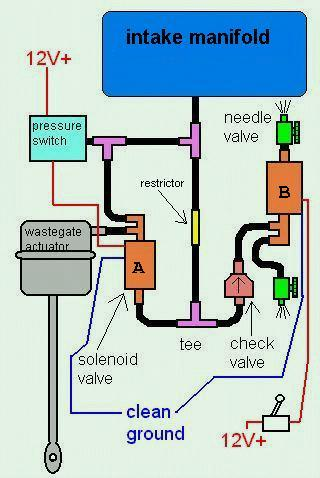 intake manifold
12V+
pressure
switch
needle
valve
restrictor
B
wastegate
actuator
A
solenoid
valve
tee
check
valve
clean
ground
12V+